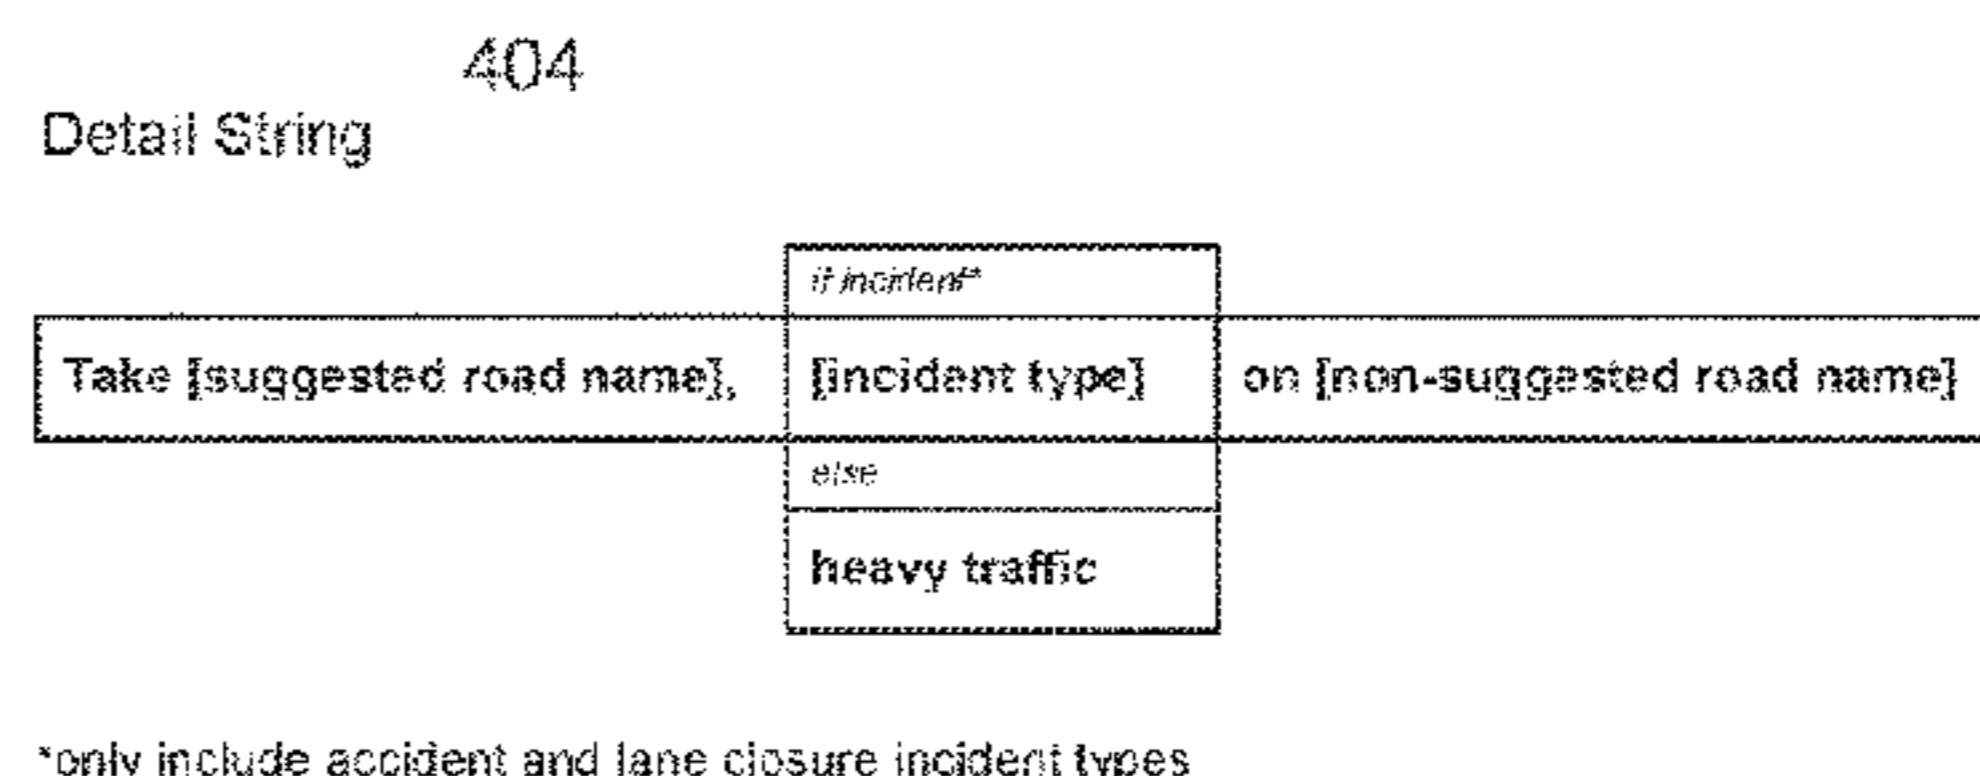 404
Detail String
if incident*
Take [suggested road name], [incident type] on [non-suggested road name]
else
heavy traffic
*only include accident and lane closure incident types